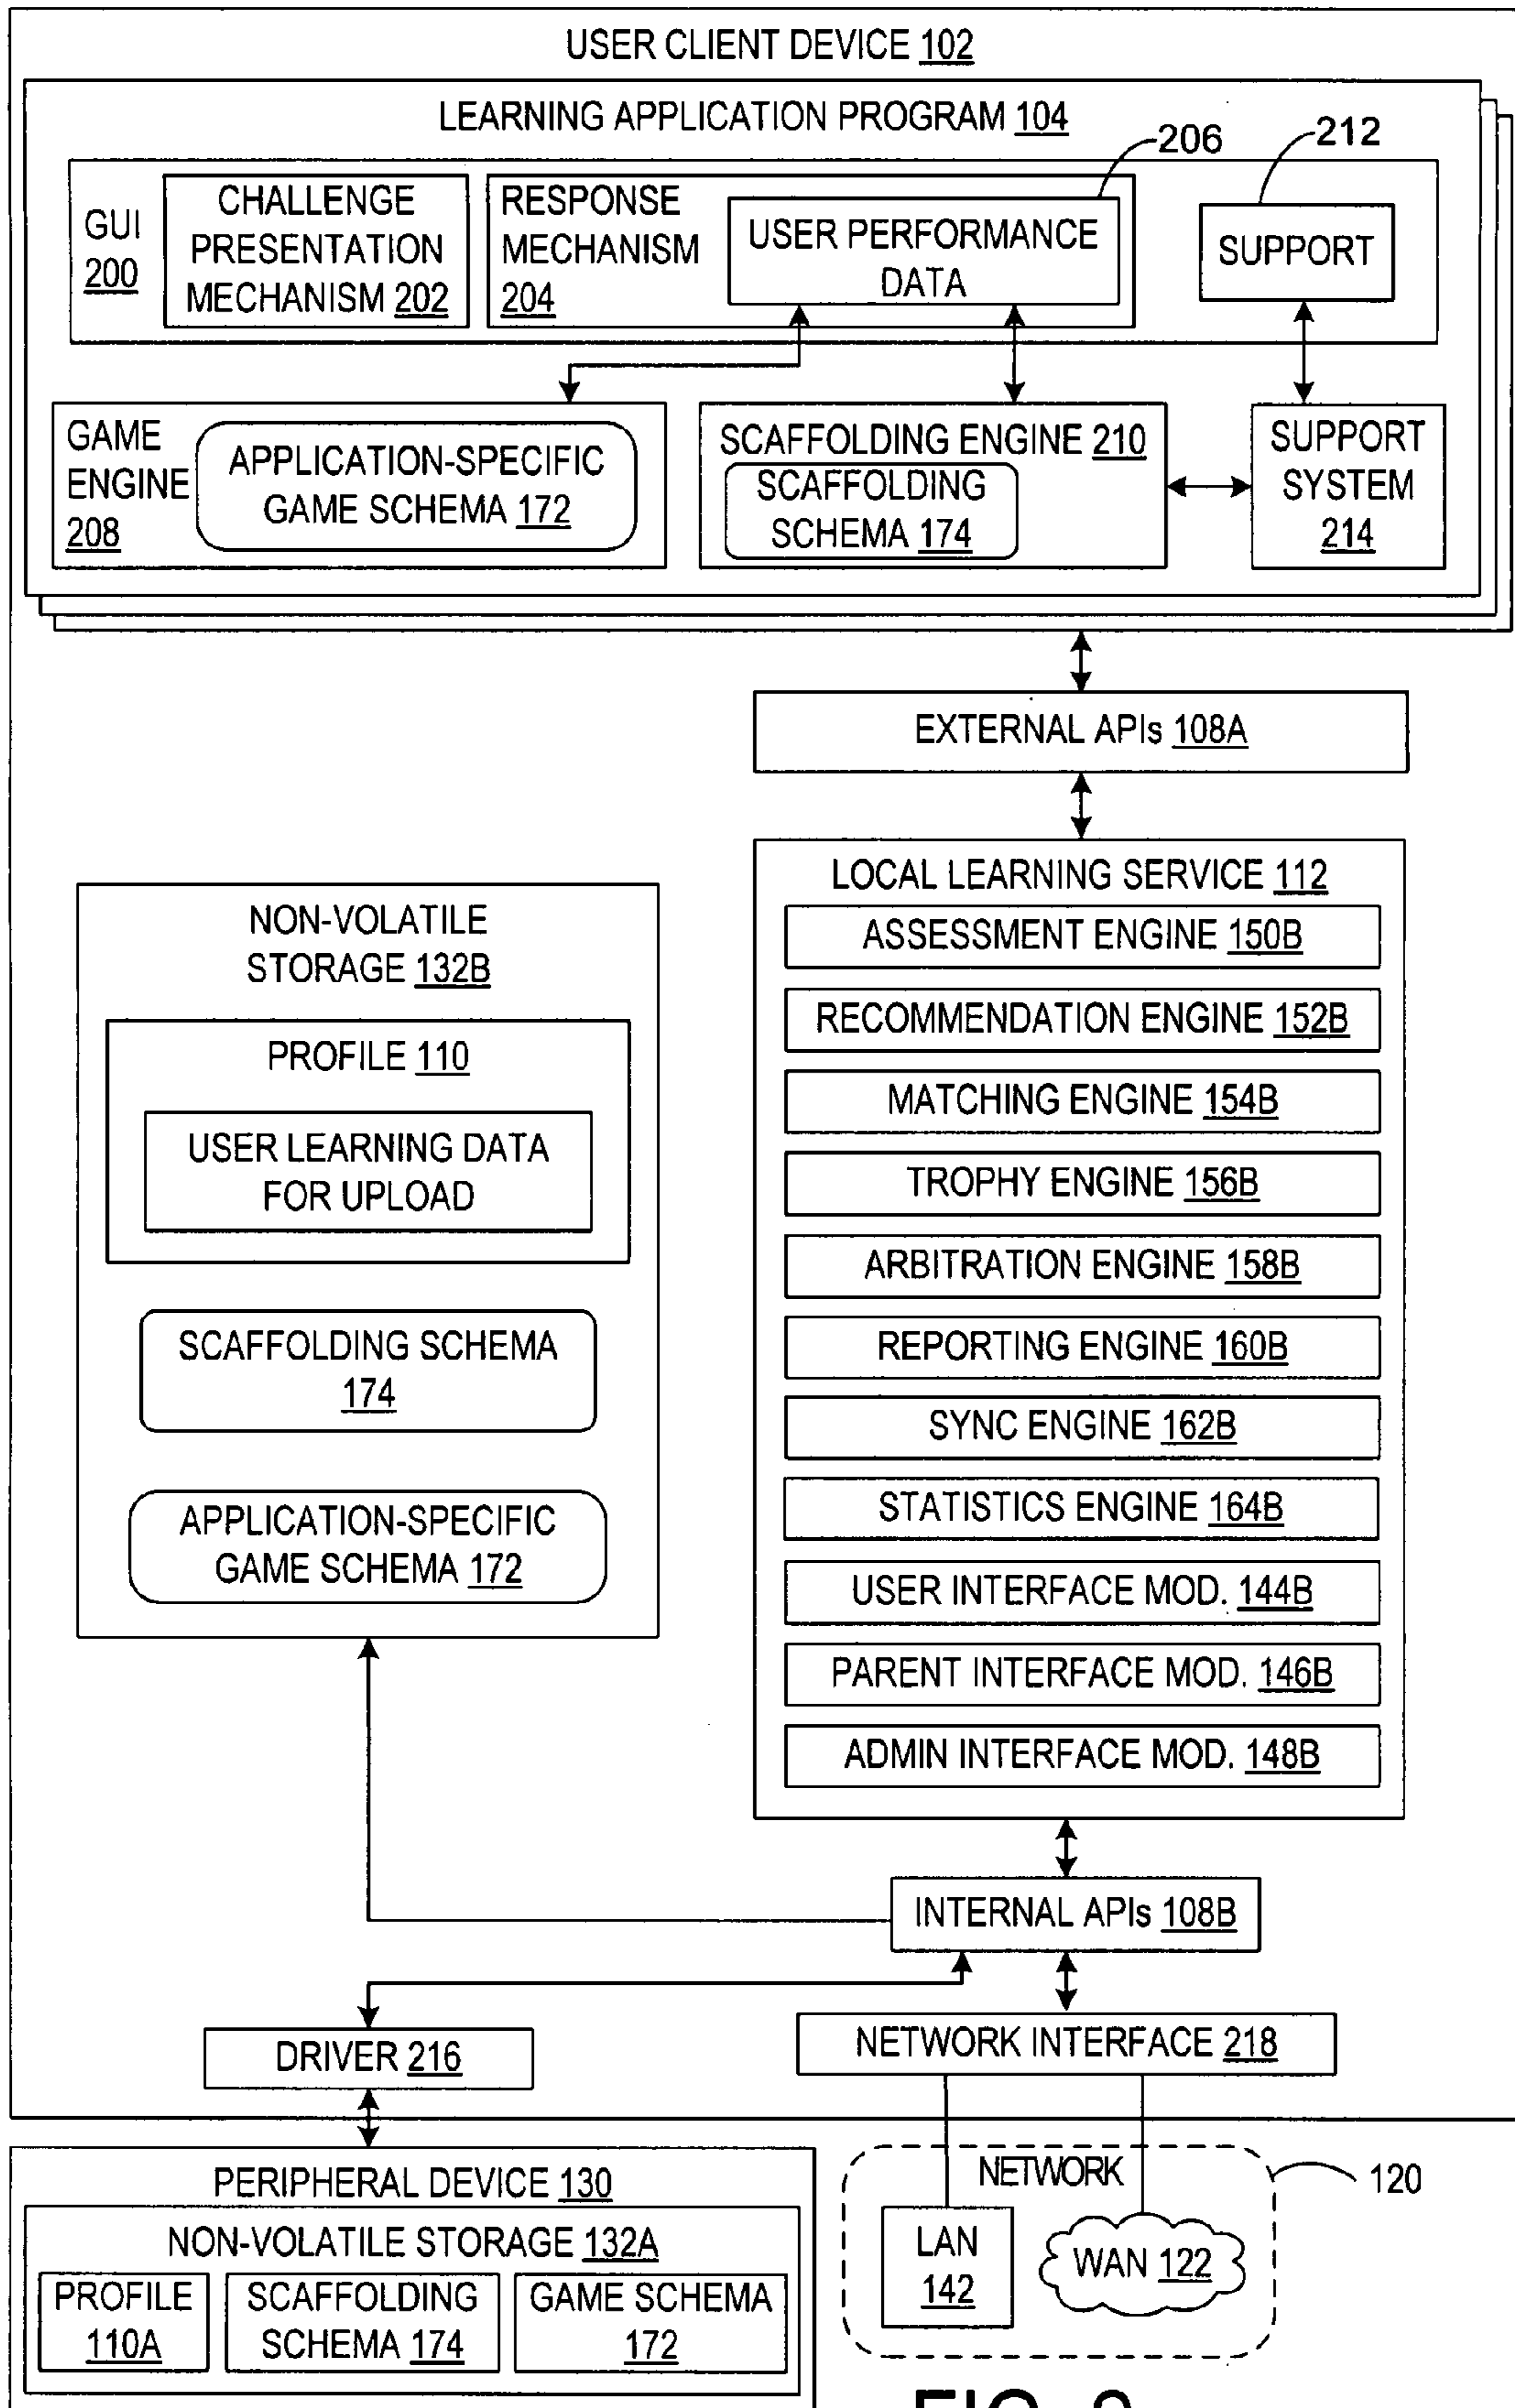 USER CLIENT DEVICE 102
LEARNING APPLICATION PROGRAM 104
206
212
GUI
200
CHALLENGE
PRESENTATION
MECHANISM 202
RESPONSE
MECHANISM
204
USER PERFORMANCE
DATA
SUPPORT
GAME
ENGINE
208
APPLICATION-SPECIFIC
GAME SCHEMA 172
SCAFFOLDING ENGINE 210
SCAFFOLDING
SCHEMA 174
SUPPORT
SYSTEM
214
EXTERNAL APIs 108A
NON-VOLATILE
STORAGE 132B
PROFILE 110
USER LEARNING DATA
FOR UPLOAD
SCAFFOLDING SCHEMA
174
APPLICATION-SPECIFIC
GAME SCHEMA 172
LOCAL LEARNING SERVICE 112
ASSESSMENT ENGINE 150B
RECOMMENDATION ENGINE 152B
MATCHING ENGINE 154B
TROPHY ENGINE 156B
ARBITRATION ENGINE 158B
REPORTING ENGINE 160B
SYNC ENGINE 162B
STATISTICS ENGINE 164B
USER INTERFACE MOD. 144B
PARENT INTERFACE MOD. 146B
ADMIN INTERFACE MOD. 148B
INTERNAL APIs 108B
DRIVER 216
NETWORK INTERFACE 218
PERIPHERAL DEVICE 130
NON-VOLATILE STORAGE 132A
PROFILE
110A
SCAFFOLDING
SCHEMA 174
GAME SCHEMA
172
NETWORK
120
LAN
142
WAN 122